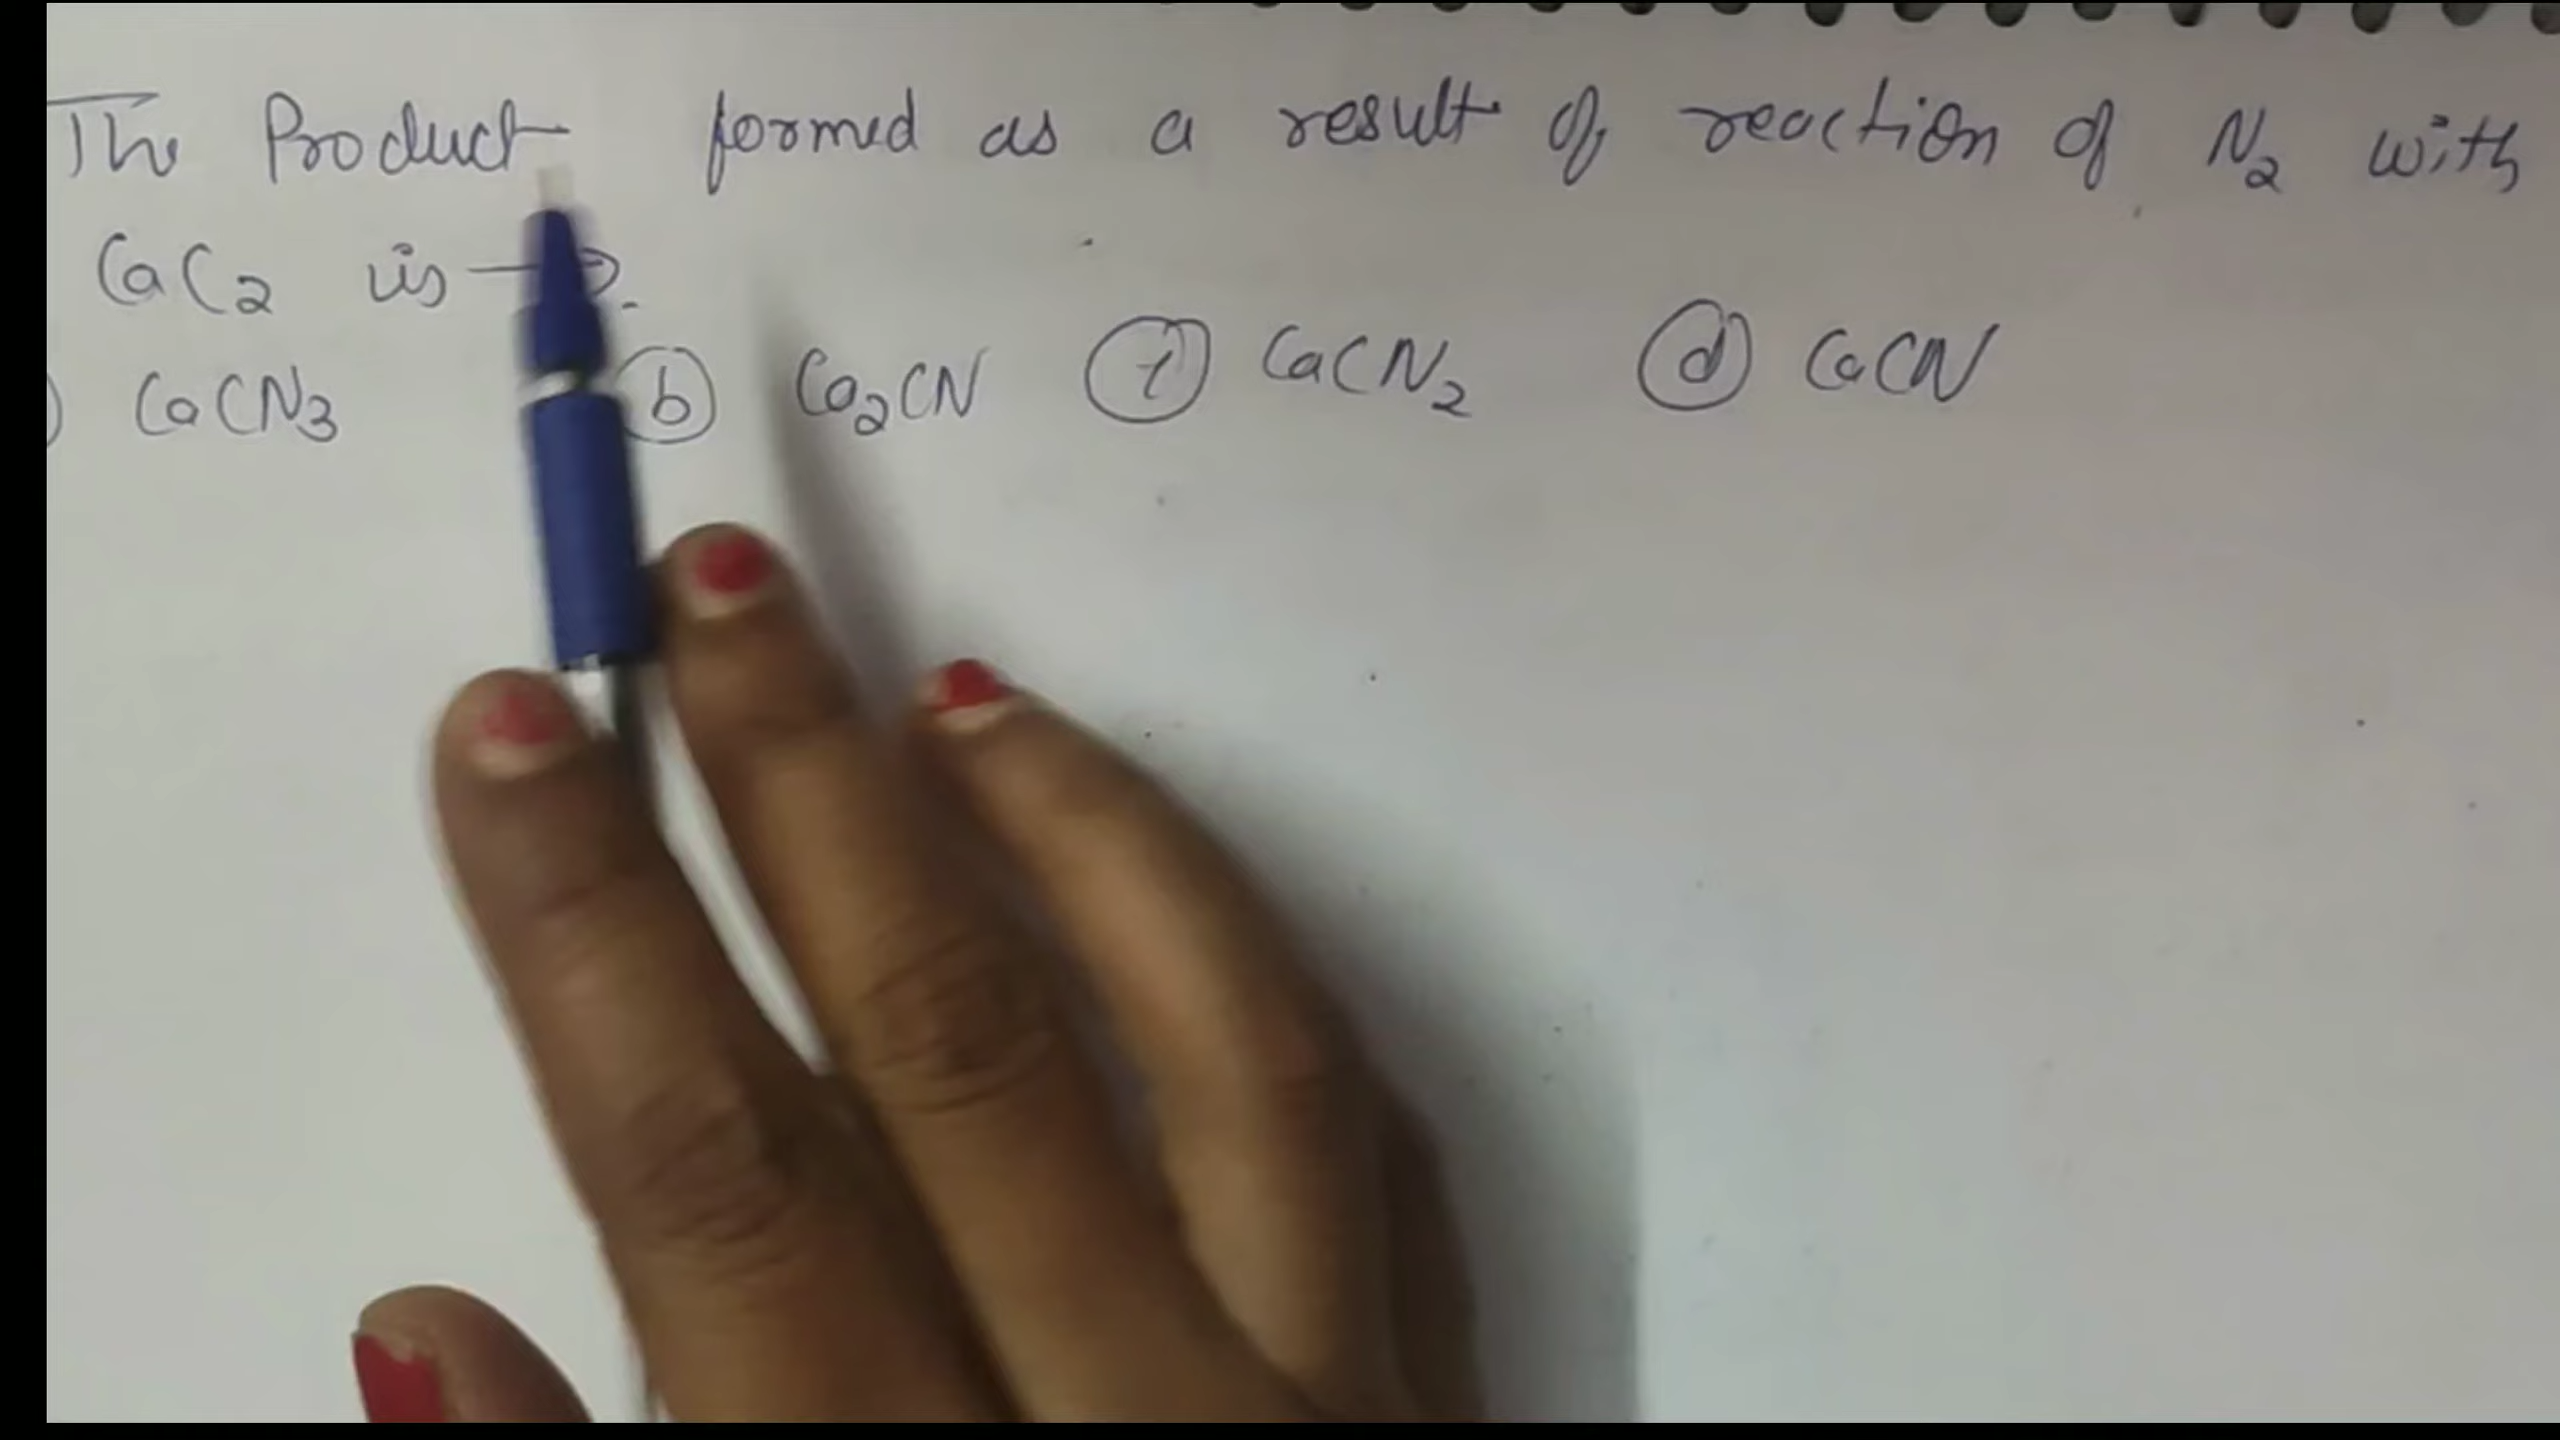 The Product formed as a result of reaction of N₂ with
CaC₂ is →
) CaCN₃ (b) Ca₂CN (c) CaCN₂ (d) CaCN